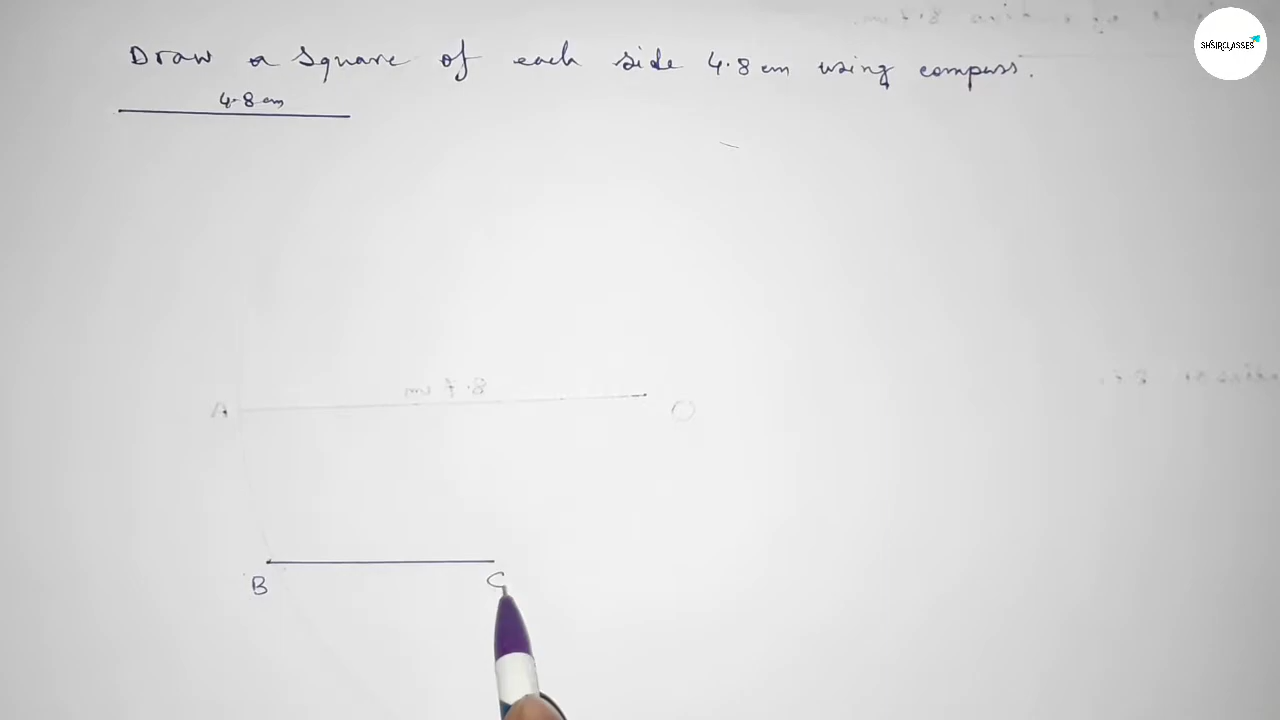 SHSIRCLASSES
Draw a square of each side 4.8 cm using compass.
4.8 cm
A
O
B C